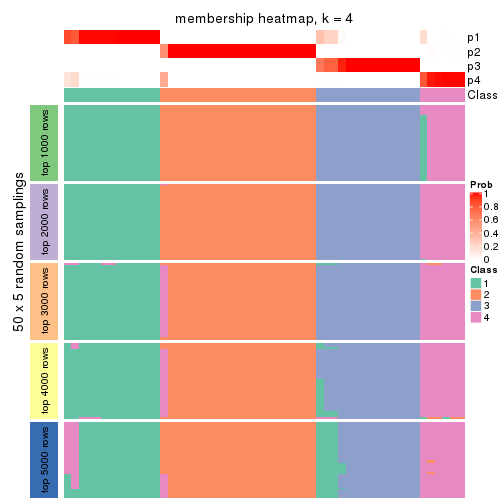 membership heatmap, k = 4
p1
p2
p3
p4
Class
50 x 5 random samplings
top 1000 rows
top 2000 rows
top 3000 rows
top 4000 rows
top 5000 rows
Prob
1
0.8
0.6
0.4
0.2
0
Class
1
2
3
4